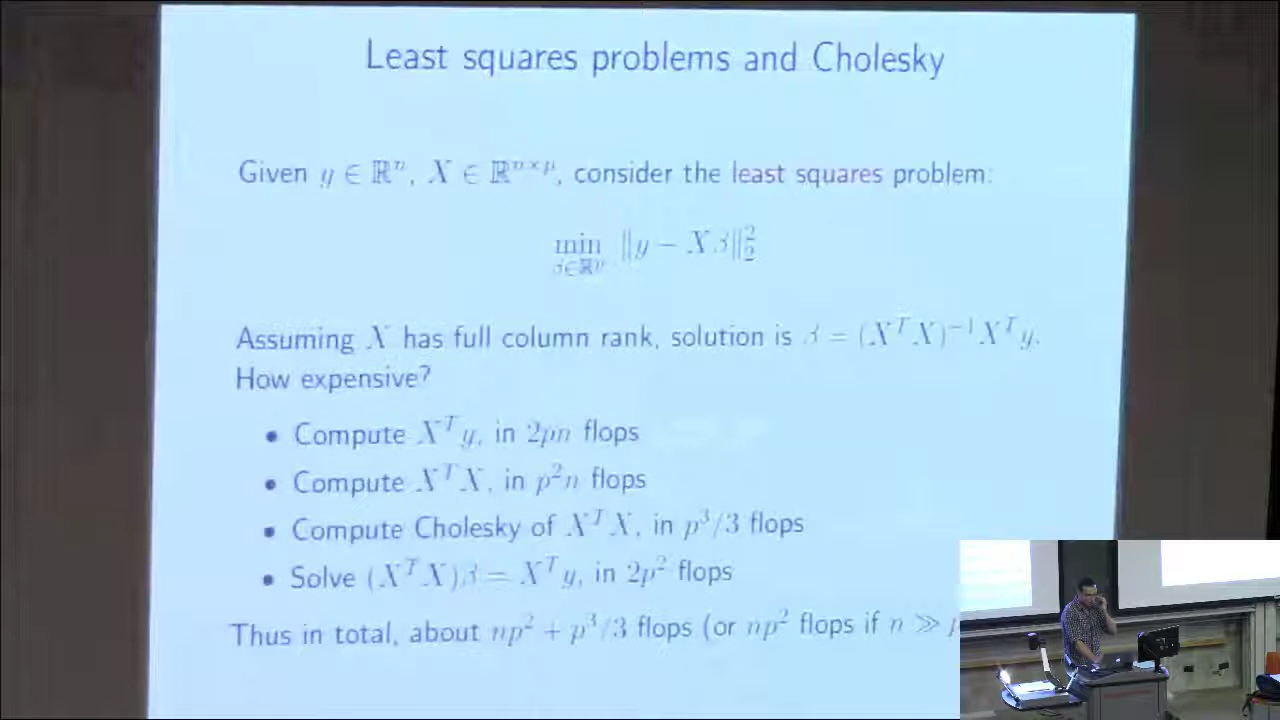 Least squares problems and Cholesky
Given y ∈ ℝⁿ, X ∈ ℝⁿˣᵖ, consider the least squares problem:
min ‖y − Xβ‖₂²
β∈ℝᵖ
Assuming X has full column rank, solution is β = (XᵀX)⁻¹Xᵀy.
How expensive?
• Compute Xᵀy, in 2pn flops
• Compute XᵀX, in p²n flops
• Compute Cholesky of XᵀX, in p³/3 flops
• Solve (XᵀX)β = Xᵀy, in 2p² flops
Thus in total, about np² + p³/3 flops (or np² flops if n ≫